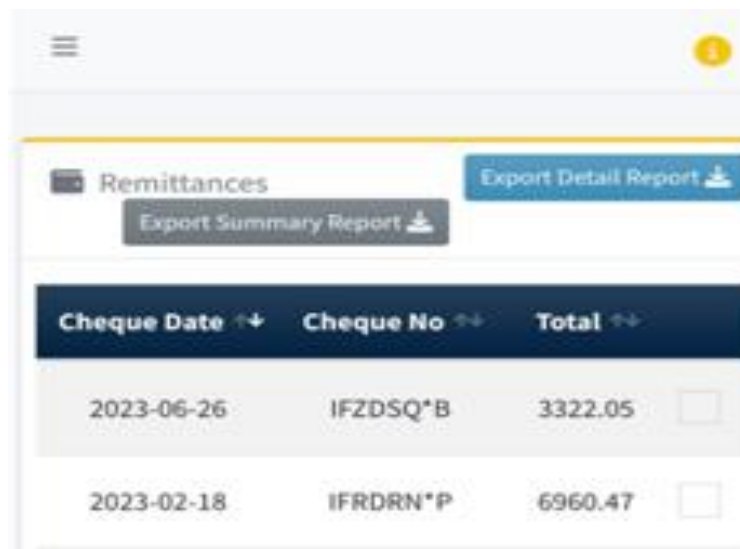 Remittances
Export Detail Report
Export Summary Report
Cheque Date Cheque No Total
2023-06-26 IFZDSQ*B 3322.05
2023-02-18 IFRDRN*P 6960.47